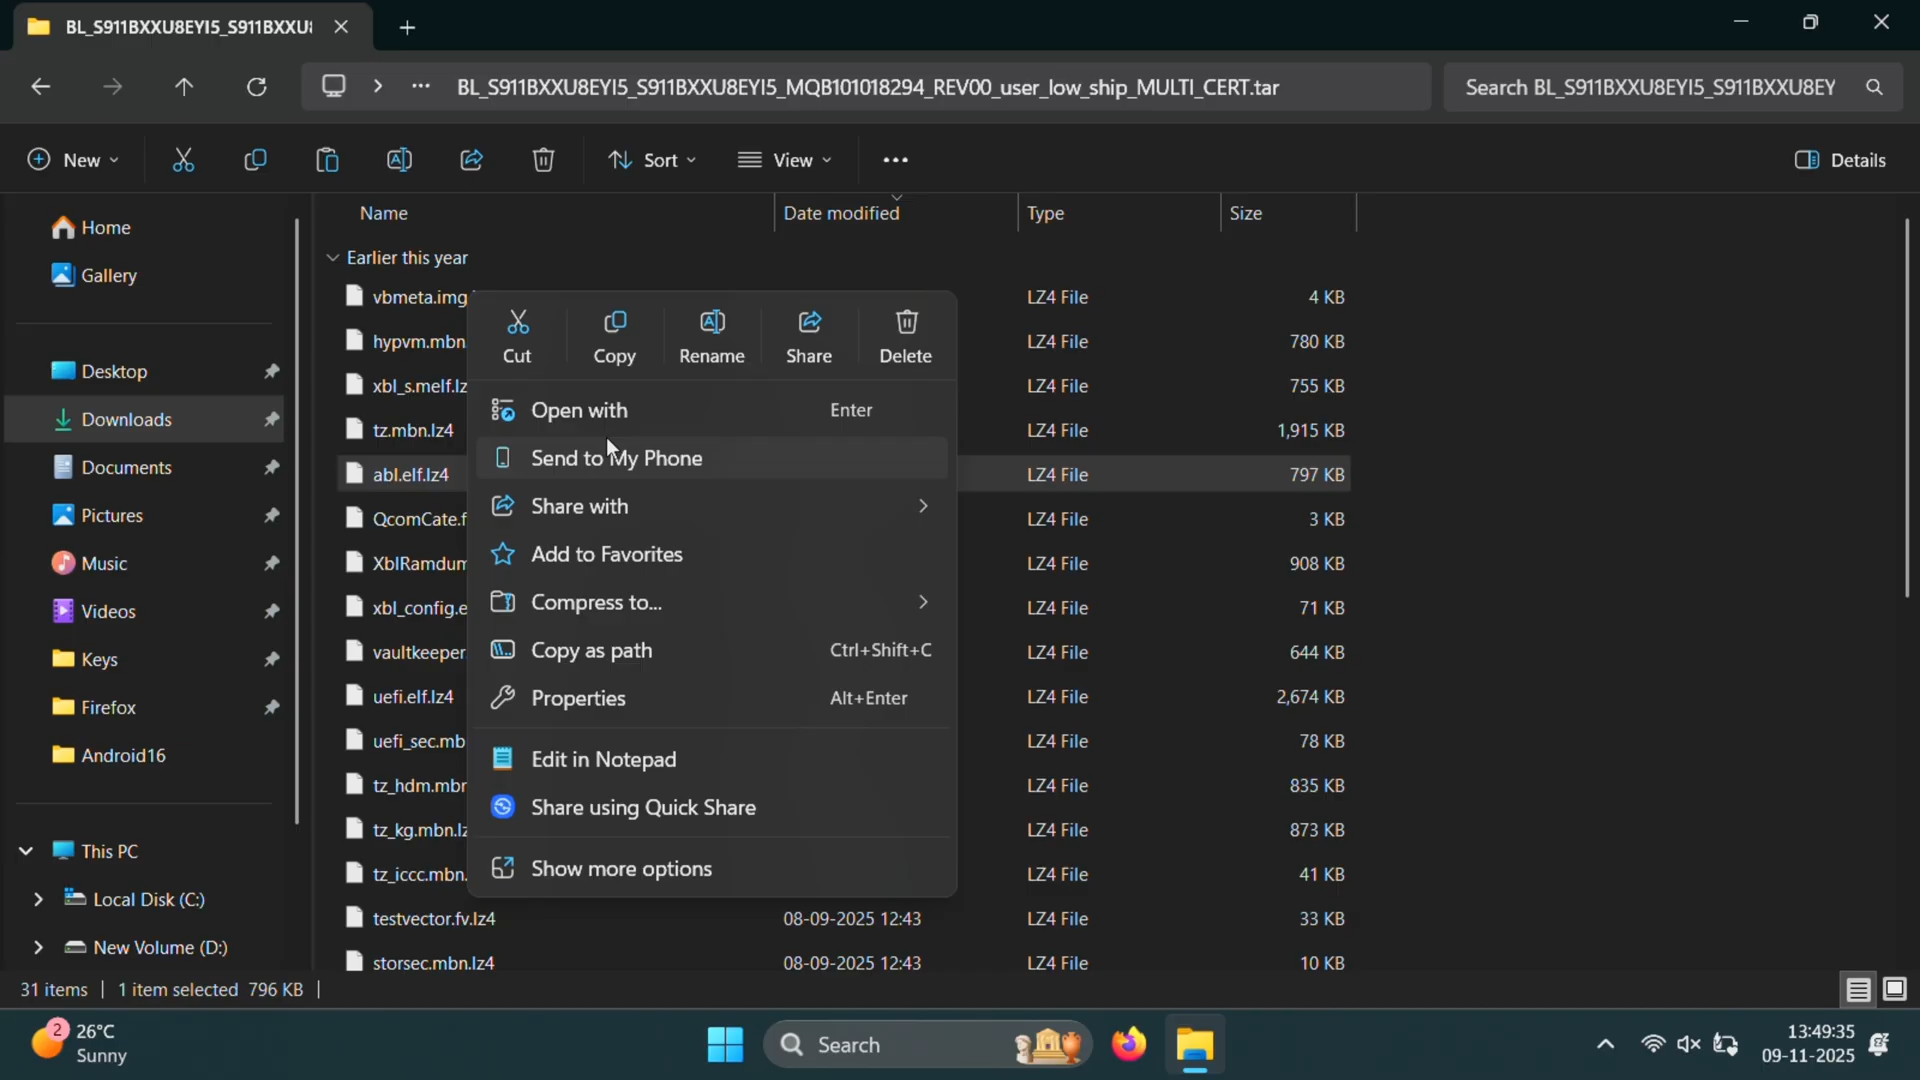 BL_S911BXXU8EYI5_S911BXXU8
BL_S911BXXU8EYI5_S911BXXU8EYI5_MQB101018294_REV00_user_low_ship_MULTI_CERT.tar
Search BL_S911BXXU8EYI5_S911BXXU8EY
New
Sort
View
Details
Name Date modified Type Size
Home
Gallery
Desktop
Downloads
Documents
Pictures
Music
Videos
Keys
Firefox
Android16
This PC
Local Disk (C:)
New Volume (D:)
Earlier this year
vbmeta.img LZ4 File 4 KB
hypvm.mbn. LZ4 File 780 KB
xbl_s.melf.lz LZ4 File 755 KB
tz.mbn.lz4 LZ4 File 1,915 KB
abl.elf.lz4 LZ4 File 797 KB
QcomCate.f LZ4 File 3 KB
XblRamdum LZ4 File 908 KB
xbl_config.e LZ4 File 71 KB
vaultkeeper. LZ4 File 644 KB
uefi.elf.lz4 LZ4 File 2,674 KB
uefi_sec.mb LZ4 File 78 KB
tz_hdm.mbn LZ4 File 835 KB
tz_kg.mbn.lz LZ4 File 873 KB
tz_iccc.mbn. LZ4 File 41 KB
testvector.fv.lz4 08-09-2025 12:43 LZ4 File 33 KB
storsec.mbn.lz4 08-09-2025 12:43 LZ4 File 10 KB
Cut Copy Rename Share Delete
Open with Enter
Send to My Phone
Share with
Add to Favorites
Compress to...
Copy as path Ctrl+Shift+C
Properties Alt+Enter
Edit in Notepad
Share using Quick Share
Show more options
31 items 1 item selected 796 KB
2
26°C
Sunny
Search
13:49:35
09-11-2025